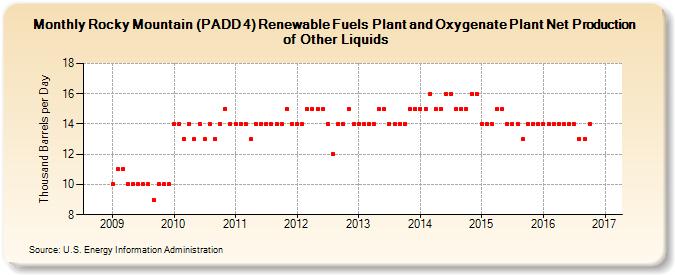 Monthly Rocky Mountain (PADD 4) Renewable Fuels Plant and Oxygenate Plant Net Production
of Other Liquids
Thousand Barrels per Day
18
16
14
12
10
8
2009 2010 2011 2012 2013 2014 2015 2016 2017
Source: U.S. Energy Information Administration